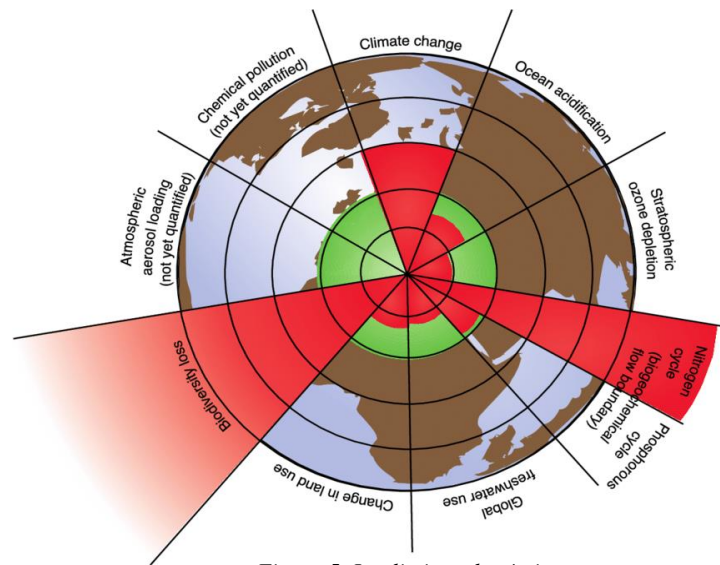 Climate change
Ocean acidification
Stratospheric
ozone depletion
Nitrogen
cycle
(biogeochemical
flow boundary)
Phosphorous
cycle
Global
freshwater use
Change in land use
Biodiversity loss
Atmospheric
aerosol loading
(not yet quantified)
Chemical pollution
(not yet quantified)